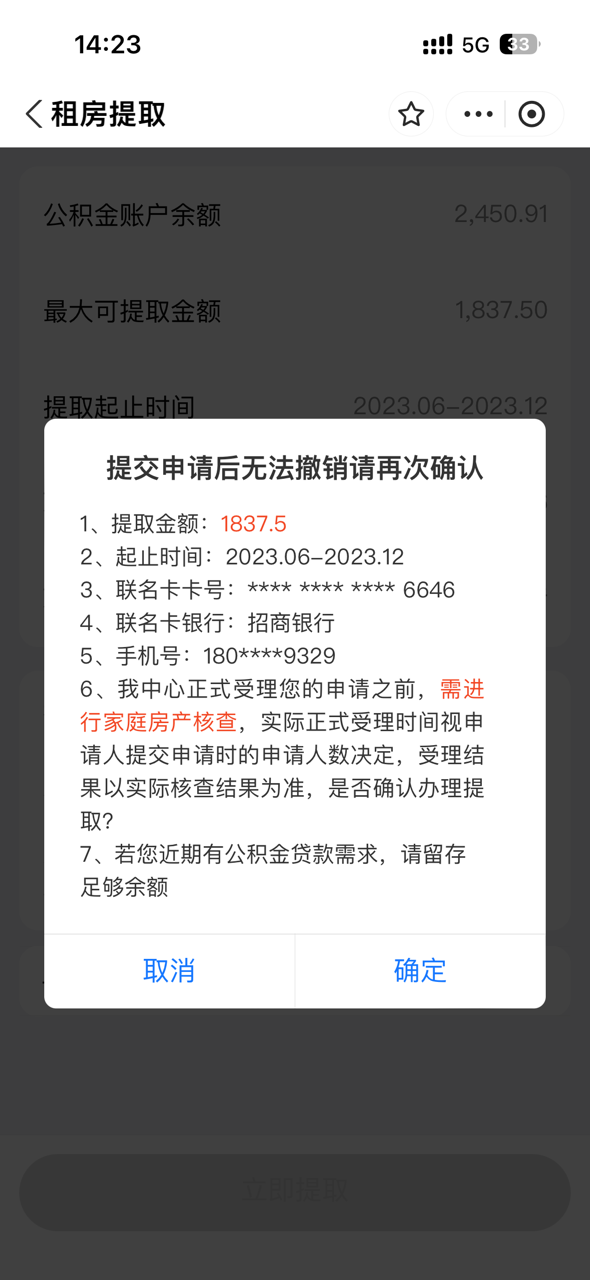 14:23
5G
33
租房提取
公积金账户余额 2,450.91
最大可提取金额 1,837.50
提取起止时间 2023.06-2023.12
提交申请后无法撤销请再次确认
1、提取金额：1837.5
2、起止时间：2023.06-2023.12
3、联名卡卡号：**** **** **** 6646
4、联名卡银行：招商银行
5、手机号：180****9329
6、我中心正式受理您的申请之前，需进
行家庭房产核查，实际正式受理时间视申
请人提交申请时的申请人数决定，受理结
果以实际核查结果为准，是否确认办理提
取?
7、若您近期有公积金贷款需求，请留存
足够余额
取消
确定
立即提取